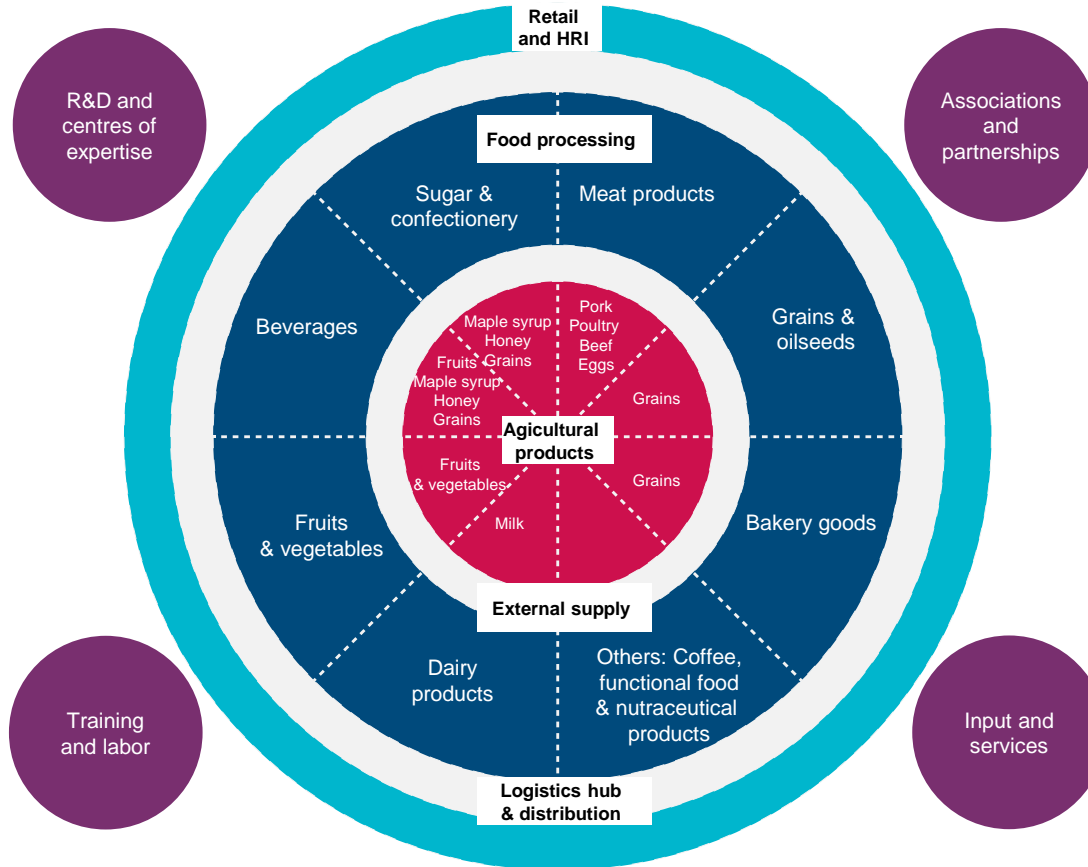 Retail
and HRI
R&D and
centres of
expertise
Associations
and
partnerships
Food processing
Sugar &
confectionery
Meat products
Beverages
Grains &
oilseeds
Maple syrup
Honey
Grains
Pork
Poultry
Beef
Eggs
Fruits
Maple syrup
Honey
Grains
Grains
Agicultural
products
Fruits
& vegetables
Grains
Milk
Fruits
& vegetables
Bakery goods
External supply
Dairy
products
Others: Coffee,
functional food
& nutraceutical
products
Training
and labor
Input and
services
Logistics hub
& distribution